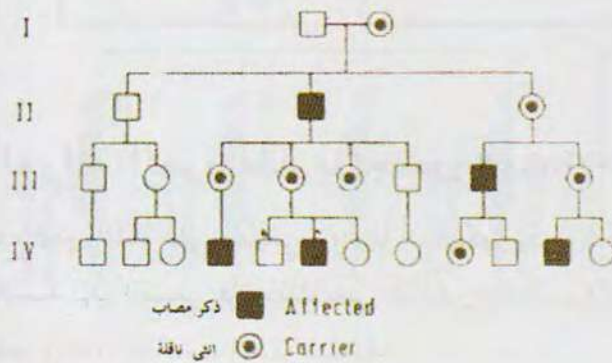 I
II
III
IV
ذكر مصاب Affected
انثى ناقلة Carrier